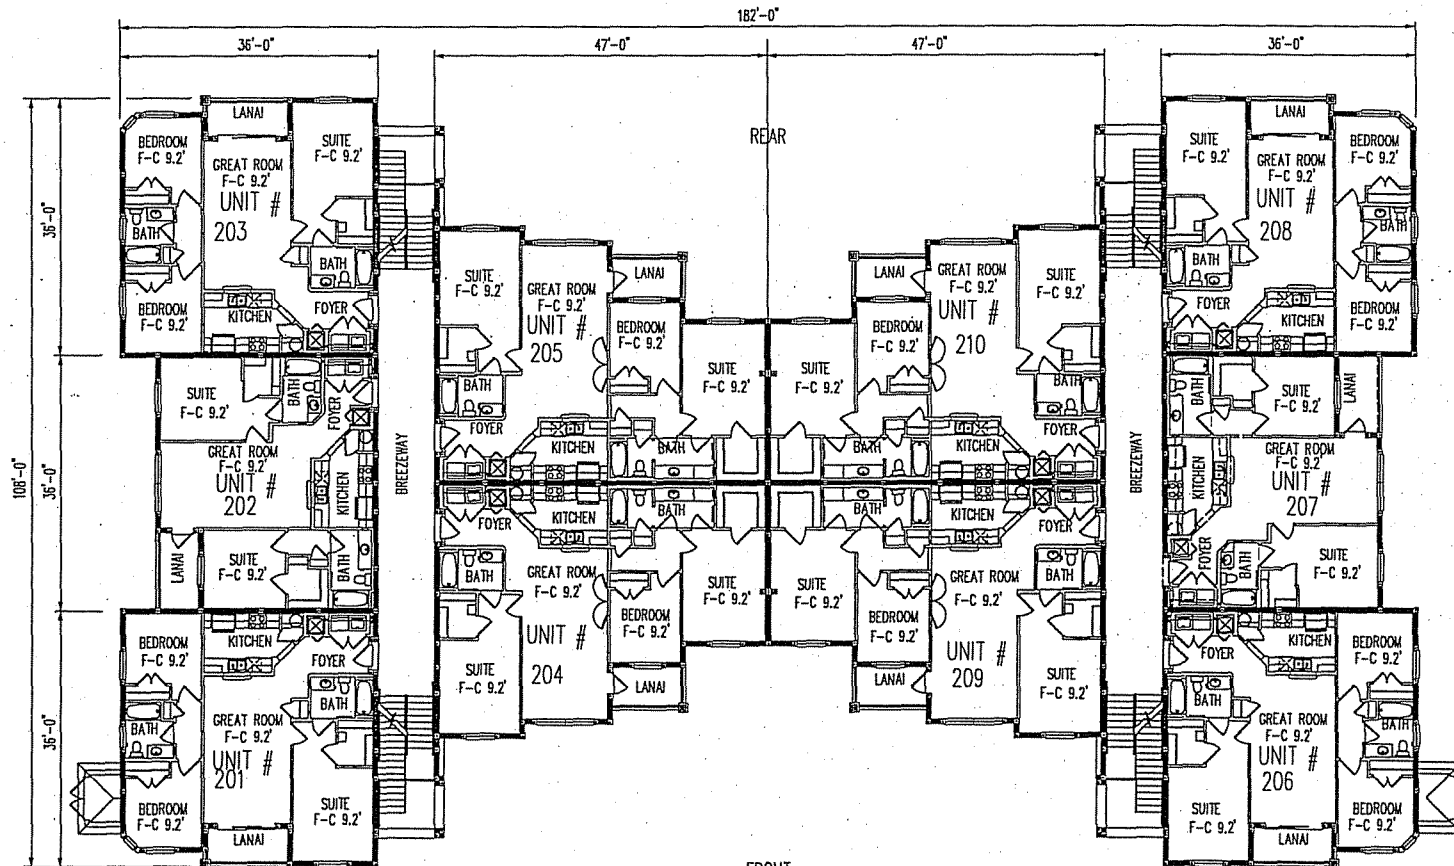 182'-0"
36'-0"
47'-0"
47'-0"
36'-0"
REAR
LANAI
BEDROOM
F-C 9.2'
SUITE
F-C 9.2'
GREAT ROOM
F-C 9.2'
UNIT #
203
BATH
BATH
BEDROOM
F-C 9.2'
FOYER
KITCHEN
36'-0"
LANAI
SUITE
F-C 9.2'
BEDROOM
F-C 9.2'
GREAT ROOM
F-C 9.2'
UNIT #
208
BATH
BATH
FOYER
BEDROOM
F-C 9.2'
KITCHEN
SUITE
F-C 9.2'
LANAI
GREAT ROOM
F-C 9.2'
UNIT #
205
BEDROOM
F-C 9.2'
SUITE
F-C 9.2'
BATH
FOYER
KITCHEN
BATH
LANAI
GREAT ROOM
F-C 9.2'
SUITE
F-C 9.2'
UNIT #
210
BEDROOM
F-C 9.2'
SUITE
F-C 9.2'
BATH
FOYER
KITCHEN
BATH
108'-0"
36'-0"
SUITE
F-C 9.2'
BATH
FOYER
GREAT ROOM
F-C 9.2'
UNIT #
202
KITCHEN
LANAI
SUITE
F-C 9.2'
BATH
BREEZEWAY
BREEZEWAY
BATH
SUITE
F-C 9.2'
LANAI
GREAT ROOM
F-C 9.2'
UNIT #
207
KITCHEN
FOYER
BATH
SUITE
F-C 9.2'
FOYER
KITCHEN
BATH
BATH
GREAT ROOM
F-C 9.2'
SUITE
F-C 9.2'
BEDROOM
F-C 9.2'
UNIT #
204
SUITE
F-C 9.2'
LANAI
BATH
KITCHEN
FOYER
BATH
SUITE
F-C 9.2'
GREAT ROOM
F-C 9.2'
BEDROOM
F-C 9.2'
UNIT #
209
SUITE
F-C 9.2'
LANAI
36'-0"
KITCHEN
BEDROOM
F-C 9.2'
FOYER
BATH
BATH
GREAT ROOM
F-C 9.2'
UNIT #
201
BEDROOM
F-C 9.2'
SUITE
F-C 9.2'
LANAI
KITCHEN
FOYER
BEDROOM
F-C 9.2'
BATH
GREAT ROOM
F-C 9.2'
BATH
UNIT #
206
SUITE
F-C 9.2'
BEDROOM
F-C 9.2'
LANAI
FRONT